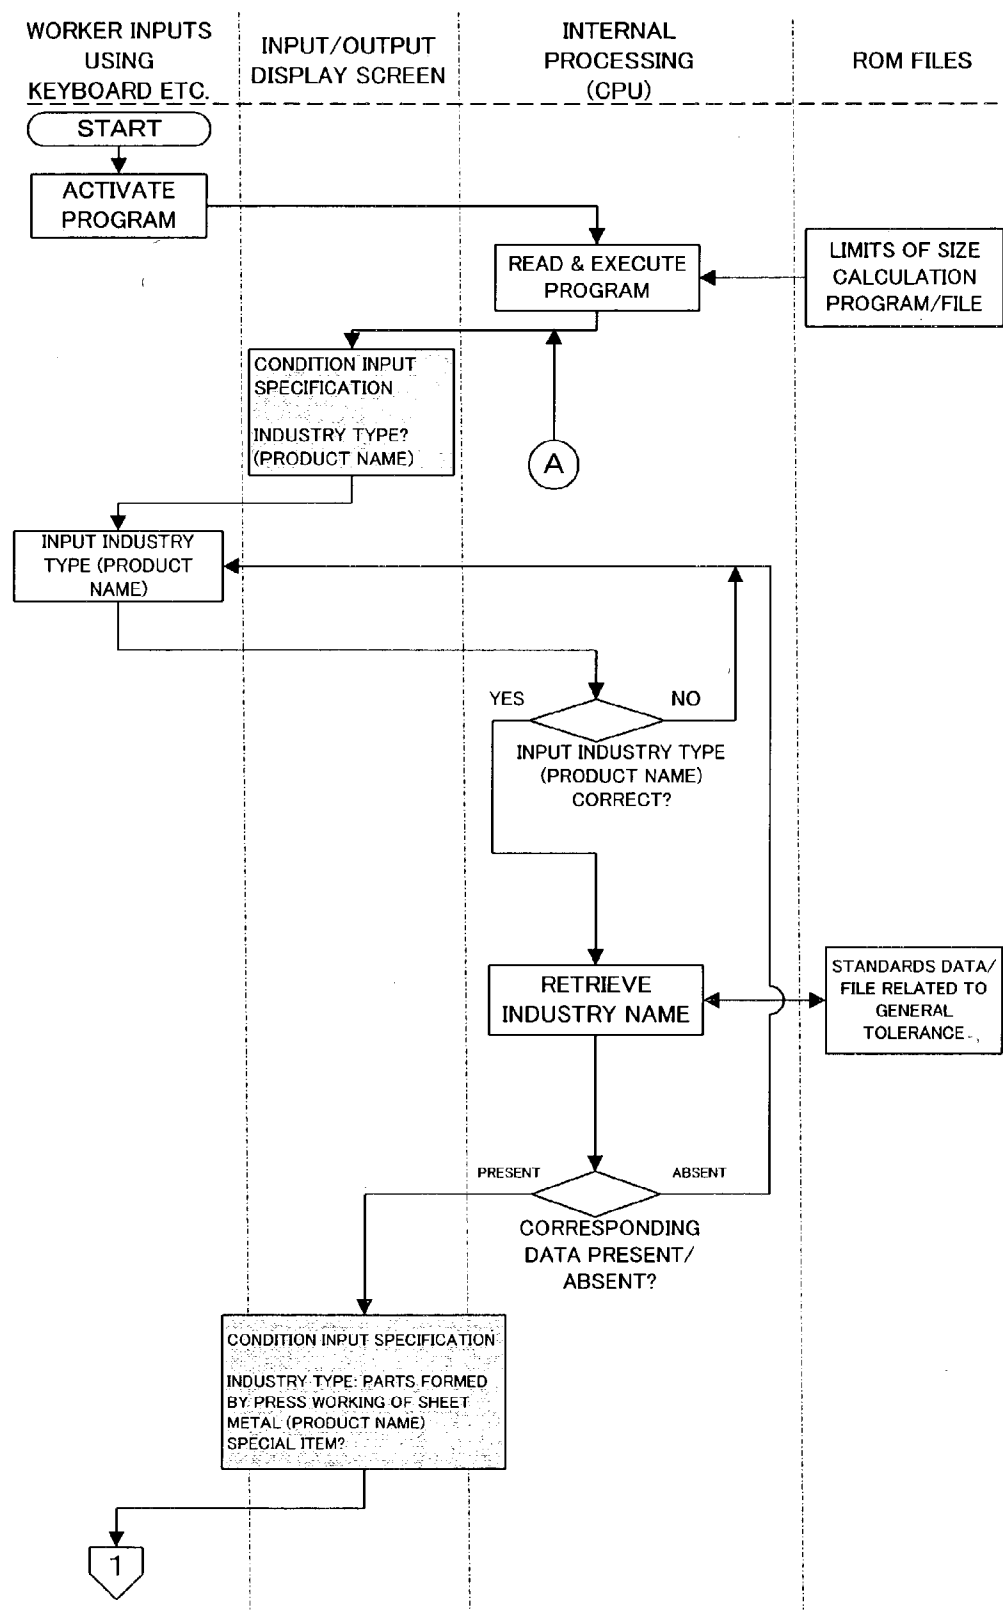 WORKER INPUTS
USING
KEYBOARD ETC.
INPUT/OUTPUT
DISPLAY SCREEN
INTERNAL
PROCESSING
(CPU)
ROM FILES
START
ACTIVATE
PROGRAM
READ & EXECUTE
PROGRAM
LIMITS OF SIZE
CALCULATION
PROGRAM/FILE
CONDITION INPUT
SPECIFICATION
INDUSTRY TYPE?
(PRODUCT NAME)
A
INPUT INDUSTRY
TYPE (PRODUCT
NAME)
YES
NO
INPUT INDUSTRY TYPE
(PRODUCT NAME)
CORRECT?
RETRIEVE
INDUSTRY NAME
STANDARDS DATA/
FILE RELATED TO
GENERAL
TOLERANCE
PRESENT
ABSENT
CORRESPONDING
DATA PRESENT/
ABSENT?
CONDITION INPUT SPECIFICATION
INDUSTRY TYPE: PARTS FORMED
BY PRESS WORKING OF SHEET
METAL (PRODUCT NAME)
SPECIAL ITEM?
1